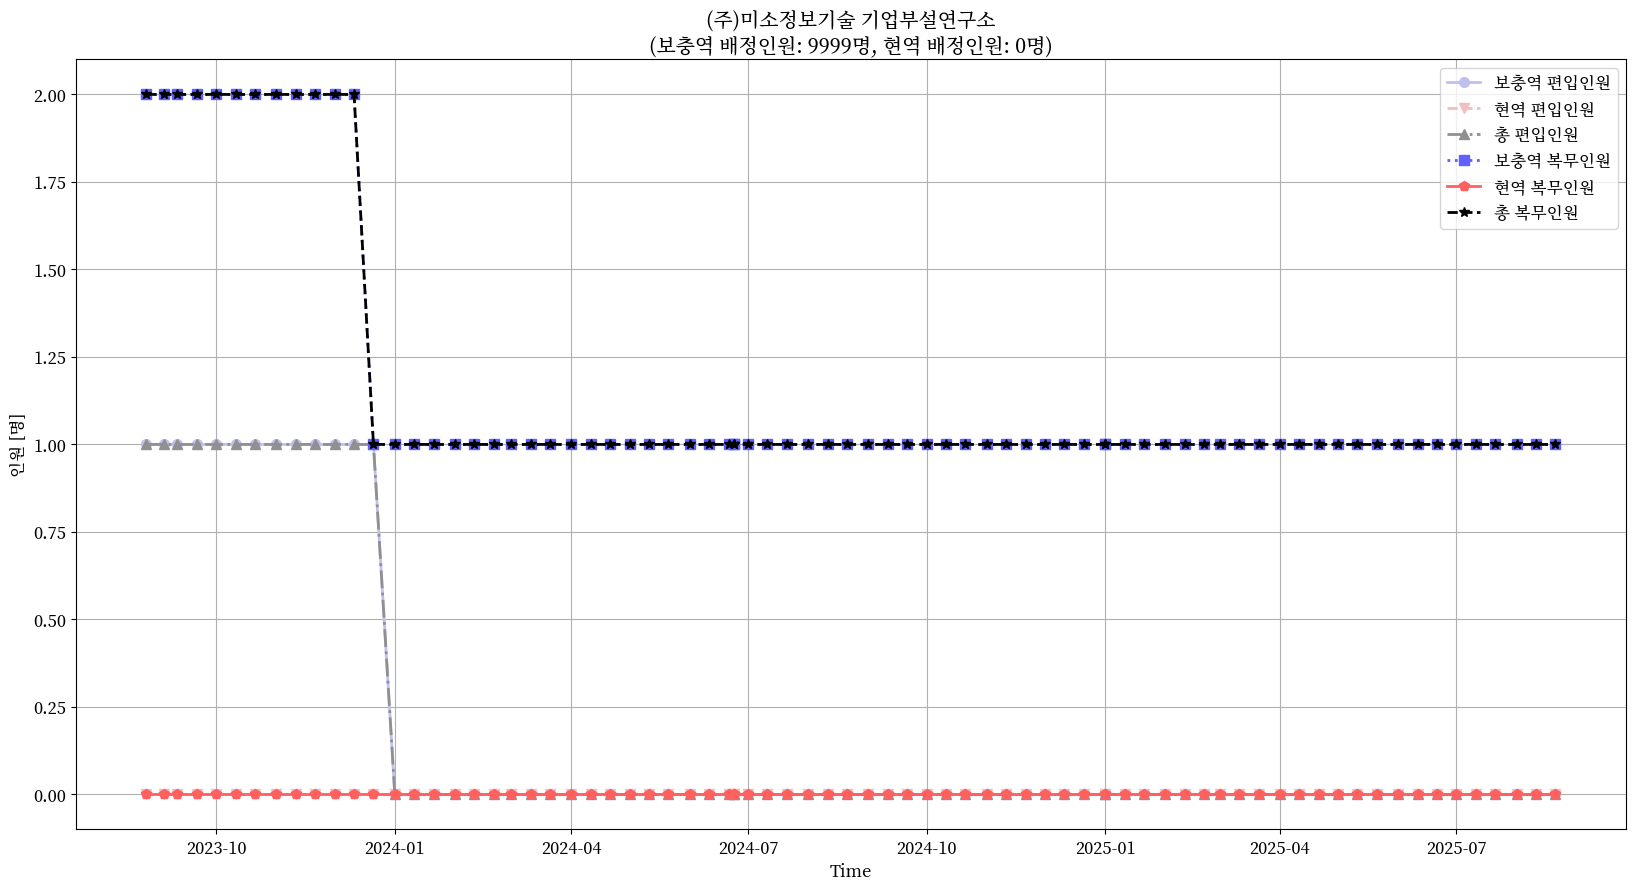 (주)미소정보기술 기업부설연구소
(보충역 배정인원: 9999명, 현역 배정인원: 0명)
보충역 편입인원
현역 편입인원
총 편입인원
보충역 복무인원
현역 복무인원
총 복무인원
2.00
1.75
1.50
1.25
1.00
0.75
0.50
0.25
0.00
인원 [명]
2023-10
2024-01
2024-04
2024-07
2024-10
2025-01
2025-04
2025-07
Time